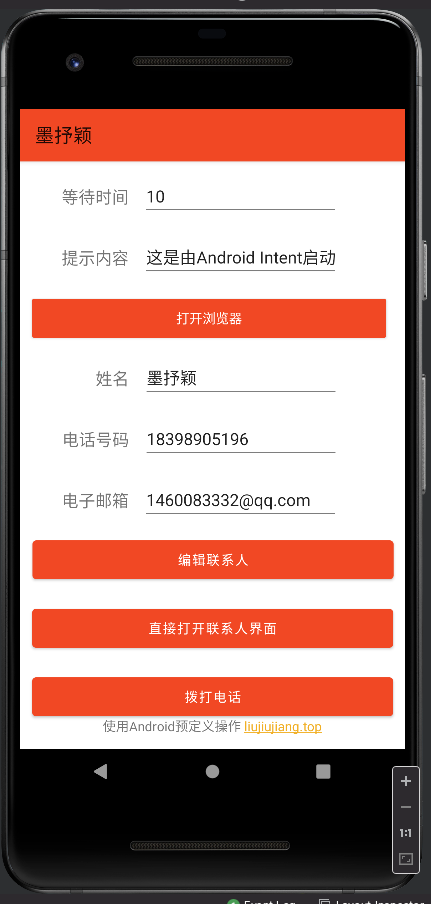 墨抒颖
等待时间 10
提示内容 这是由Android Intent启动
打开浏览器
姓名 墨抒颖
电话号码 18398905196
电子邮箱 1460083332@qq.com
编辑联系人
直接打开联系人界面
拨打电话
使用Android预定义操作 liujiujiang.top
1:1